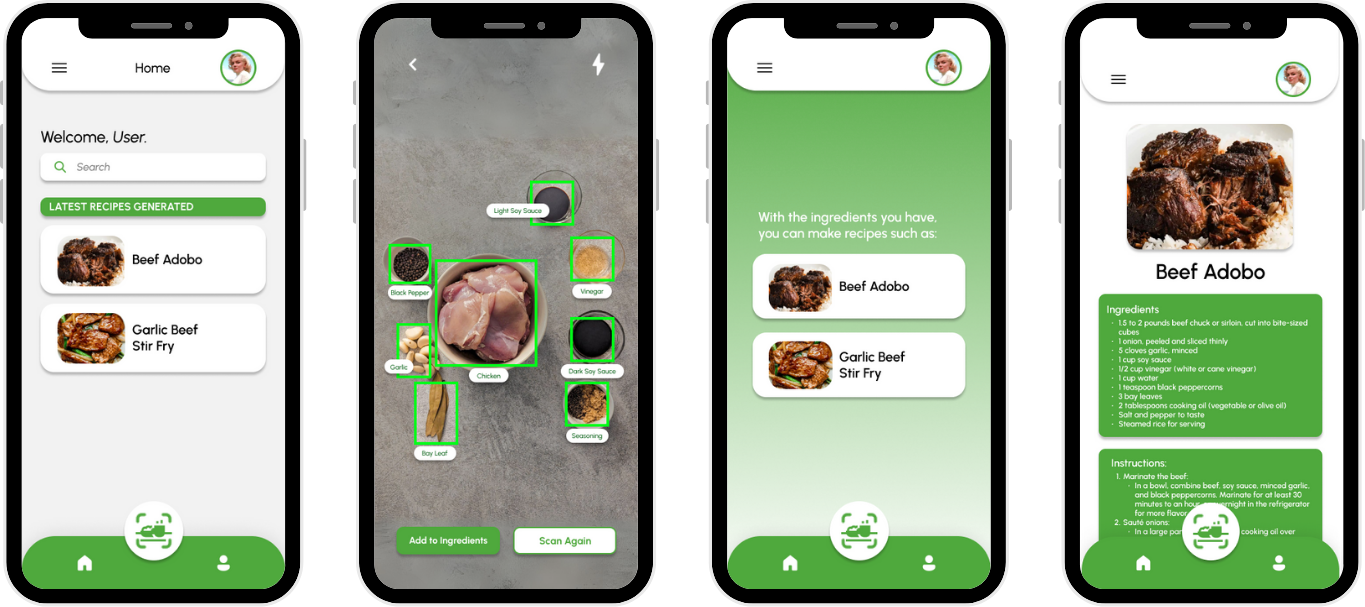 Home
Welcome, User.
Search
LATEST RECIPES GENERATED
Beef Adobo
Garlic Beef
Stir Fry
Light Soy Sauce
Black Pepper
Vinegar
Garlic
Chicken
Dark Soy Sauce
Seasoning
Bay Leaf
Add to Ingredients
Scan Again
With the ingredients you have,
you can make recipes such as:
Beef Adobo
Garlic Beef
Stir Fry
Beef Adobo
Ingredients
· 1.5 to 2 pounds beef chuck or sirloin, cut into bite-sized
cubes
· 1 onion, peeled and sliced thinly
· 5 cloves garlic, minced
· 1 cup soy sauce
· 1/2 cup vinegar (white or cane vinegar)
· 1 cup water
· 1 teaspoon black peppercorns
· 3 bay leaves
· 2 tablespoons cooking oil (vegetable or olive oil)
· Salt and pepper to taste
· Steamed rice for serving
Instructions:
1. Marinate the beef:
· In a bowl, combine beef, soy sauce, minced garlic,
and black peppercorns. Marinate for at least 30
minutes to an hour in the refrigerator
for more flavor
2. Sauté onions:
· In a large cooking oil over